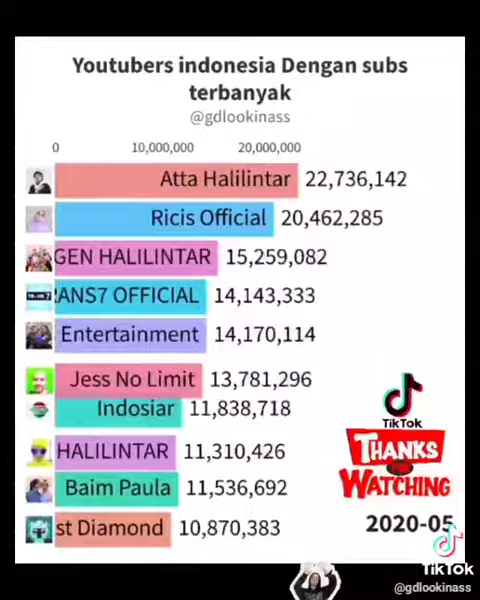 Youtubers indonesia Dengan subs
terbanyak
@gdlookinass
0 10,000,000 20,000,000
Atta Halilintar 22,736,142
Ricis Official 20,462,285
GEN HALILINTAR 15,259,082
RANS7 OFFICIAL 14,143,333
Entertainment 14,170,114
Jess No Limit 13,781,296
Indosiar 11,838,718
HALILINTAR 11,310,426
Baim Paula 11,536,692
st Diamond 10,870,383
TikTok
THANKS
WATCHING
2020-05
TikTok
@gdlookinass